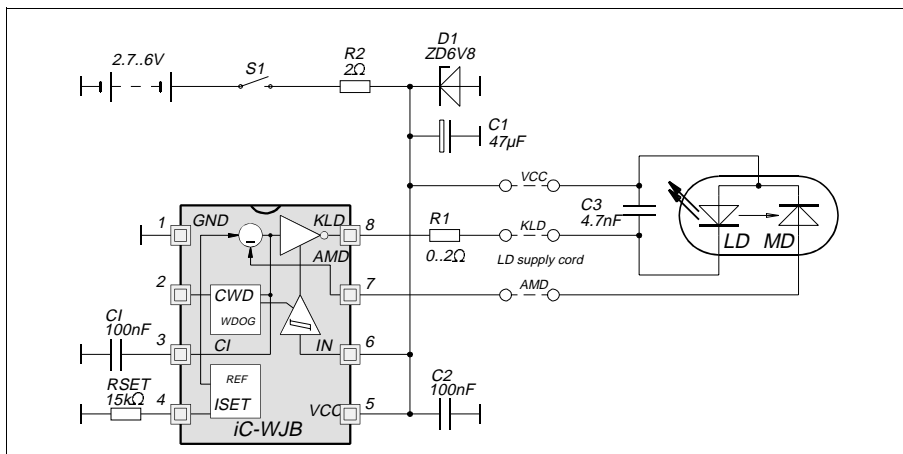 D1
ZD6V8
2.7..6V
S1
R2
2Ω
C1
47μF
VCC
C3
4.7nF
1
GND
KLD
8
R1
KLD
0..2Ω
LD supply cord
LD
MD
AMD
2
7
AMD
CWD
WDOG
CI
100nF
3
CI
IN
6
REF
RSET
15kΩ
4
ISET
C2
100nF
VCC
5
iC-WJB